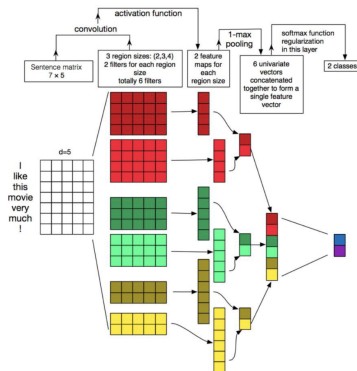 activation function
convolution
1-max
pooling
softmax function
regularization
in this layer
Sentence matrix
7 × 5
3 region sizes: (2,3,4)
2 filters for each region
size
totally 6 filters
2 feature
maps for
each
region size
6 univariate
vectors
concatenated
together to form a
single feature
vector
2 classes
d=5
I
like
this
movie
very
much
!